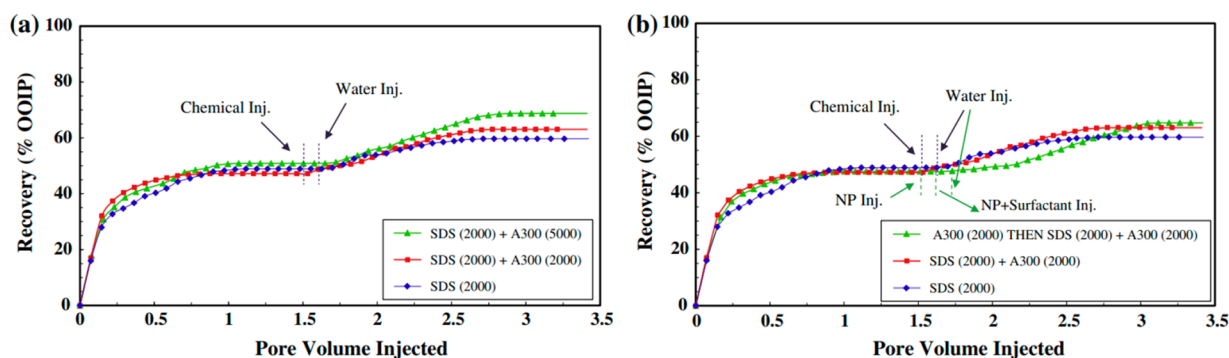 (a)
100
80
60
40
20
0
Recovery (% OOIP)
Chemical Inj.
Water Inj.
SDS (2000) + A300 (5000)
SDS (2000) + A300 (2000)
SDS (2000)
0 0.5 1 1.5 2 2.5 3 3.5
Pore Volume Injected
(b)
100
80
60
40
20
0
Recovery (% OOIP)
Chemical Inj.
Water Inj.
NP Inj.
NP+Surfactant Inj.
A300 (2000) THEN SDS (2000) + A300 (2000)
SDS (2000) + A300 (2000)
SDS (2000)
0 0.5 1 1.5 2 2.5 3 3.5
Pore Volume Injected